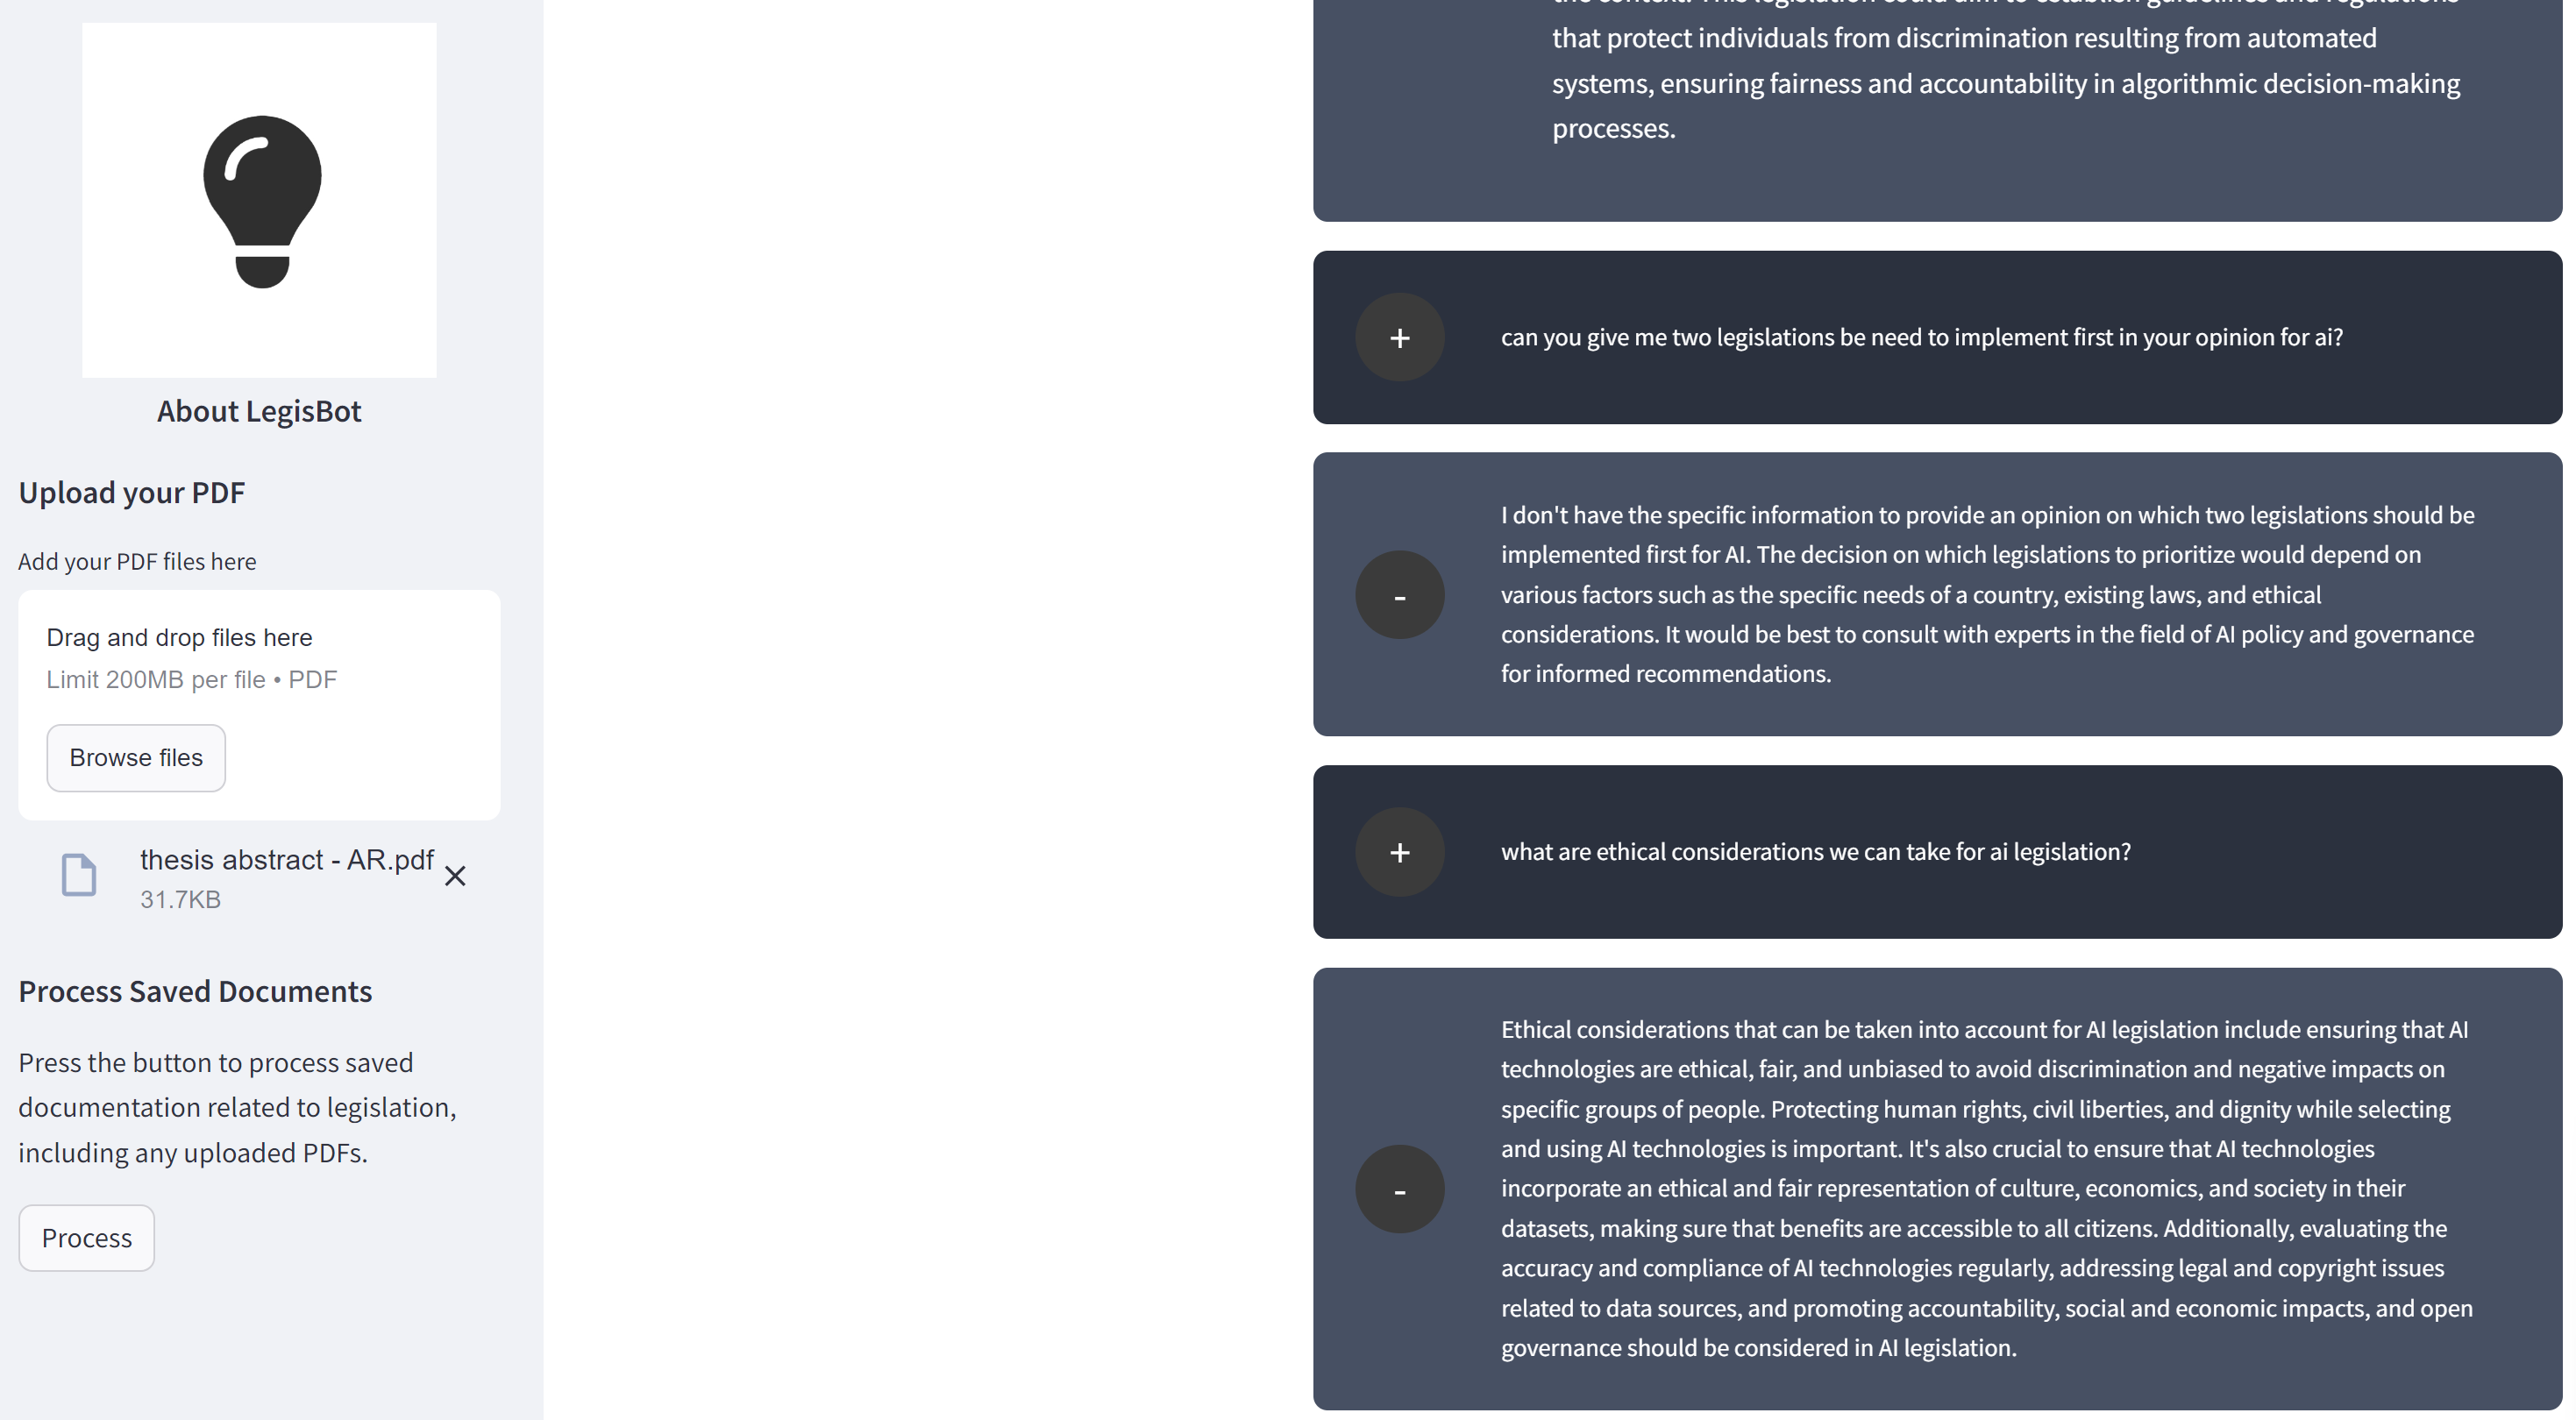 About LegisBot
Upload your PDF
Add your PDF files here
Drag and drop files here
Limit 200MB per file • PDF
Browse files
thesis abstract - AR.pdf
31.7KB
Process Saved Documents
Press the button to process saved
documentation related to legislation,
including any uploaded PDFs.
Process
the context. This legislation could aim to establish guidelines and regulations
that protect individuals from discrimination resulting from automated
systems, ensuring fairness and accountability in algorithmic decision-making
processes.
+
can you give me two legislations be need to implement first in your opinion for ai?
-
I don't have the specific information to provide an opinion on which two legislations should be
implemented first for AI. The decision on which legislations to prioritize would depend on
various factors such as the specific needs of a country, existing laws, and ethical
considerations. It would be best to consult with experts in the field of AI policy and governance
for informed recommendations.
+
what are ethical considerations we can take for ai legislation?
-
Ethical considerations that can be taken into account for AI legislation include ensuring that AI
technologies are ethical, fair, and unbiased to avoid discrimination and negative impacts on
specific groups of people. Protecting human rights, civil liberties, and dignity while selecting
and using AI technologies is important. It's also crucial to ensure that AI technologies
incorporate an ethical and fair representation of culture, economics, and society in their
datasets, making sure that benefits are accessible to all citizens. Additionally, evaluating the
accuracy and compliance of AI technologies regularly, addressing legal and copyright issues
related to data sources, and promoting accountability, social and economic impacts, and open
governance should be considered in AI legislation.